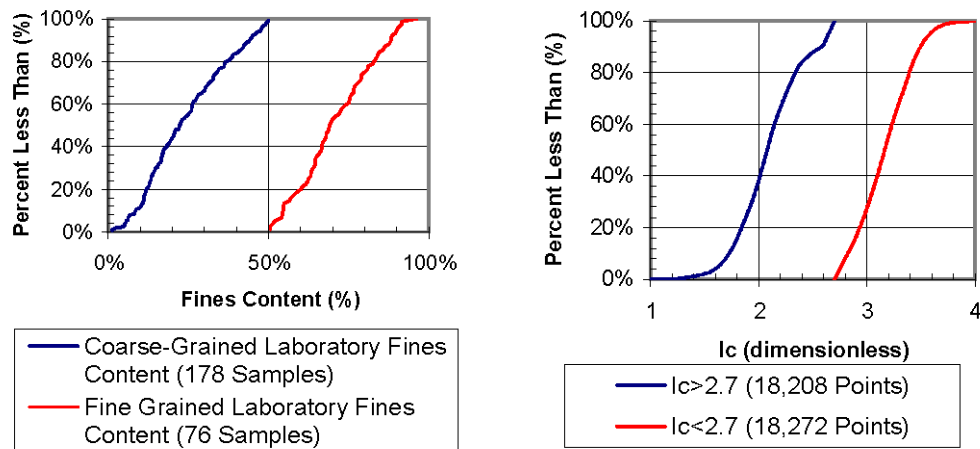 Percent Less Than (%)
100%
80%
60%
40%
20%
0%
0%
50%
100%
Fines Content (%)
Coarse-Grained Laboratory Fines
Content (178 Samples)
Fine Grained Laboratory Fines
Content (76 Samples)
Percent Less Than (%)
100%
80%
60%
40%
20%
0%
1
2
3
4
Ic (dimensionless)
Ic>2.7 (18,208 Points)
Ic<2.7 (18,272 Points)